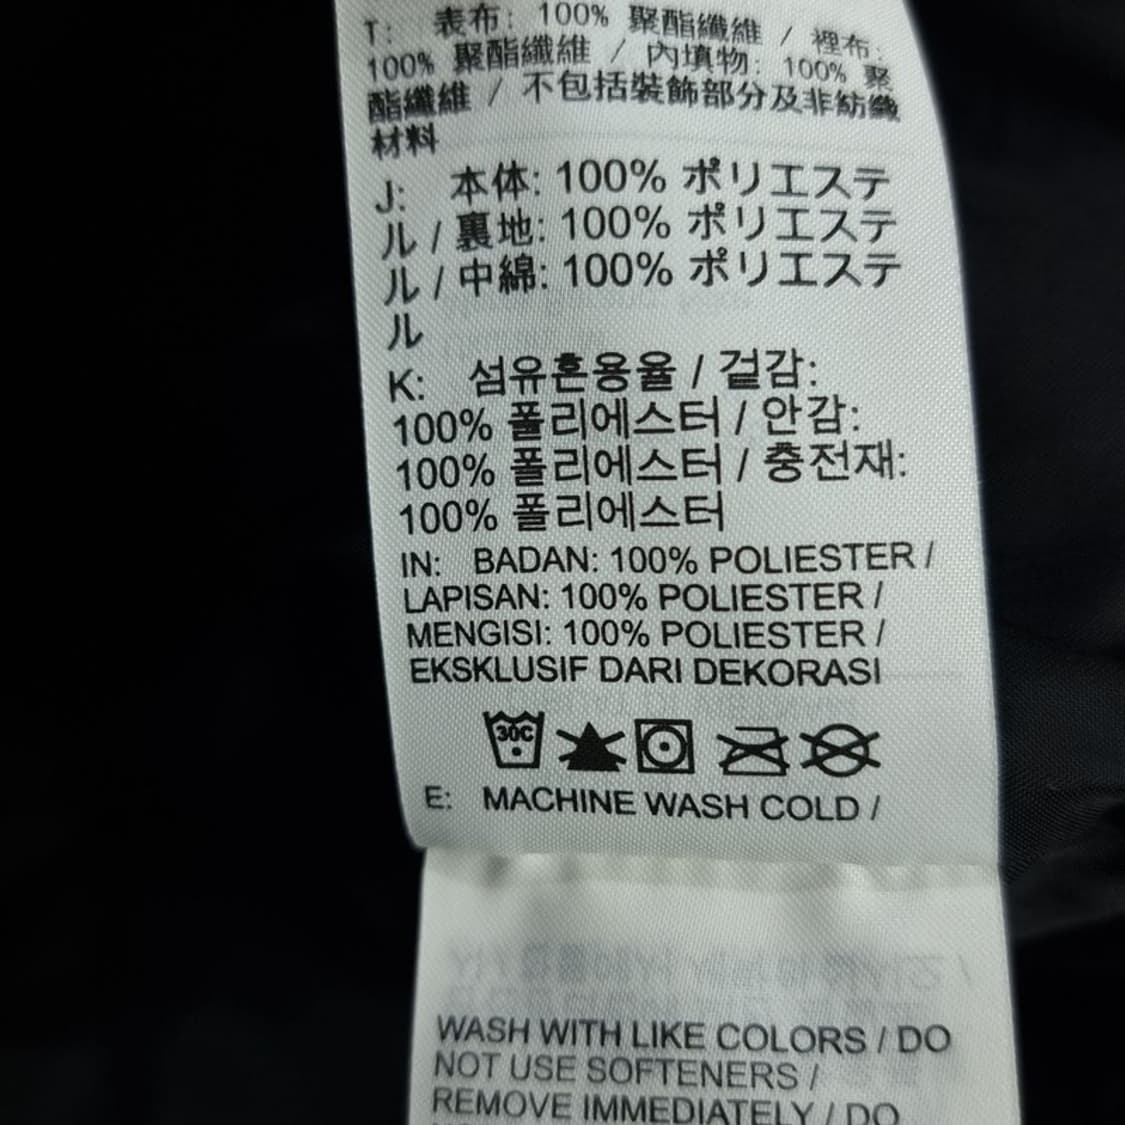 T: 表布: 100% 聚酯纖維 / 裡布:
100% 聚酯纖維 / 內填物: 100% 聚
酯纖維 / 不包括裝飾部分及非紡織
材料
J: 本体: 100% ポリエステ
ル / 裏地: 100% ポリエステ
ル / 中綿: 100% ポリエステ
ル
K: 섬유혼용율 / 겉감:
100% 폴리에스터 / 안감:
100% 폴리에스터 / 충전재:
100% 폴리에스터
IN: BADAN: 100% POLIESTER /
LAPISAN: 100% POLIESTER /
MENGISI: 100% POLIESTER /
EKSKLUSIF DARI DEKORASI
30C
E: MACHINE WASH COLD /
WASH WITH LIKE COLORS / DO
NOT USE SOFTENERS /
REMOVE IMMEDIATELY / DO